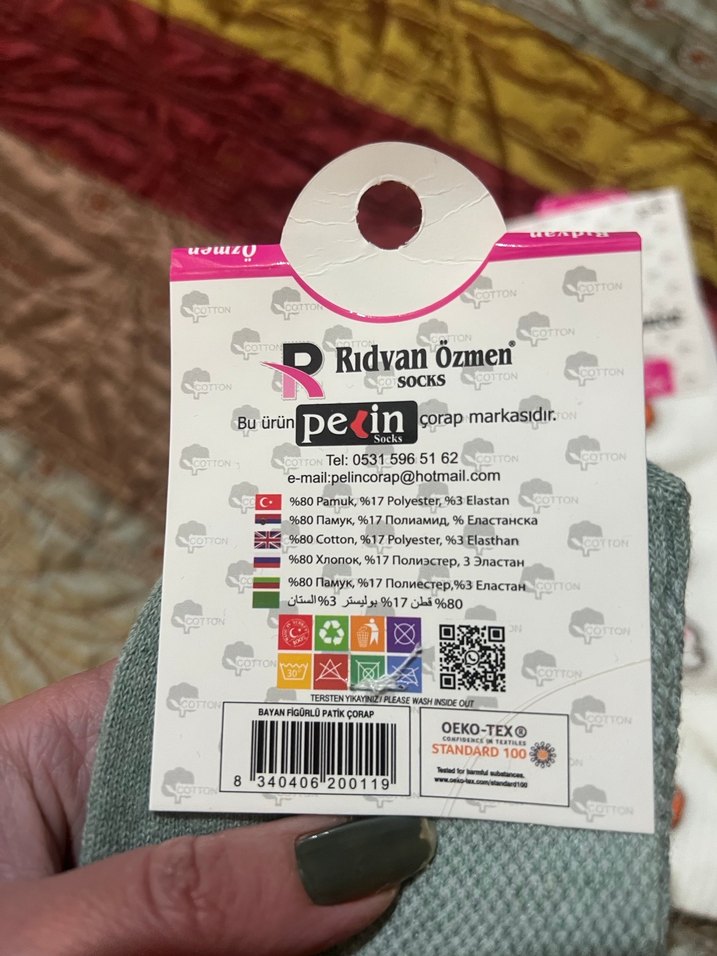 Özmen
Rıdvan
Rıdvan Özmen®
SOCKS
Bu ürün pelin Socks çorap markasıdır.
Tel: 0531 596 51 62
e-mail:pelincorap@hotmail.com
%80 Pamuk, %17 Polyester, %3 Elastan
%80 Памук, %17 Полиамид, % Еластанска
%80 Cotton, %17 Polyester, %3 Elasthan
%80 Хлопок, %17 Полиэстер, 3 Эластан
%80 Памук, %17 Полиестер,%3 Еластан
%80 قطن 17% بوليستر 3% الستان
30°
TERSTEN YIKAYINIZ / PLEASE WASH INSIDE OUT
BAYAN FİGÜRLÜ PATİK ÇORAP
8 340406 200119
OEKO-TEX®
CONFIDENCE IN TEXTILES
STANDARD 100
Tested for harmful substances.
www.oeko-tex.com/standard100
COTTON